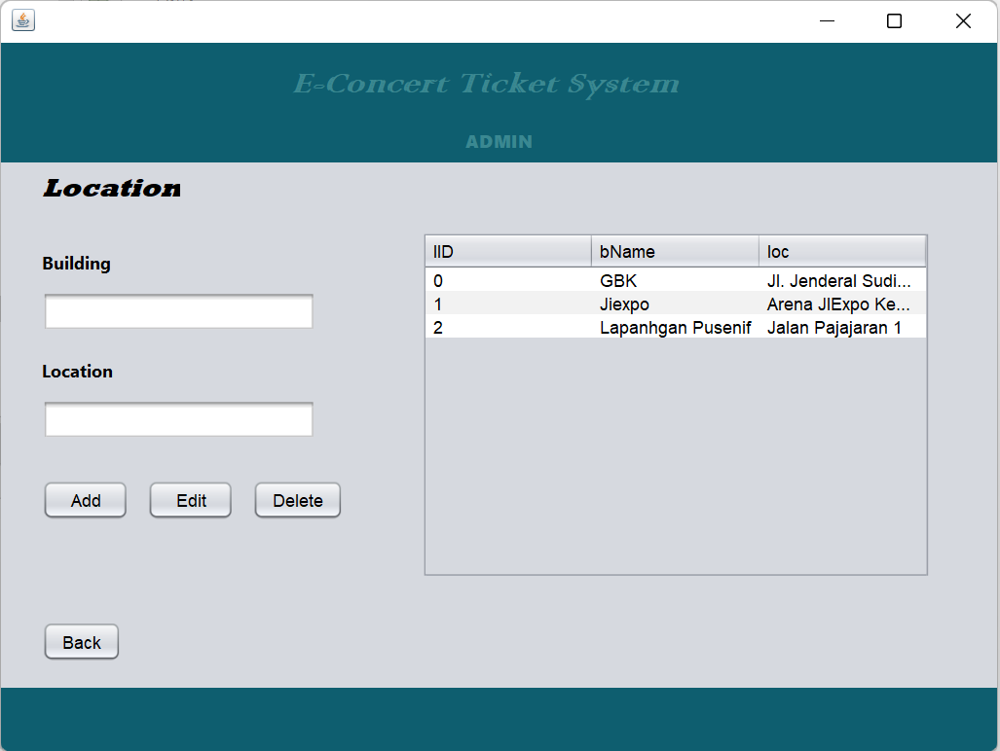 E-Concert Ticket System
ADMIN
Location
Building
Location
Add Edit Delete
Back
lID bName loc
0 GBK Jl. Jenderal Sudi...
1 Jiexpo Arena JIExpo Ke...
2 Lapanhgan Pusenif Jalan Pajajaran 1